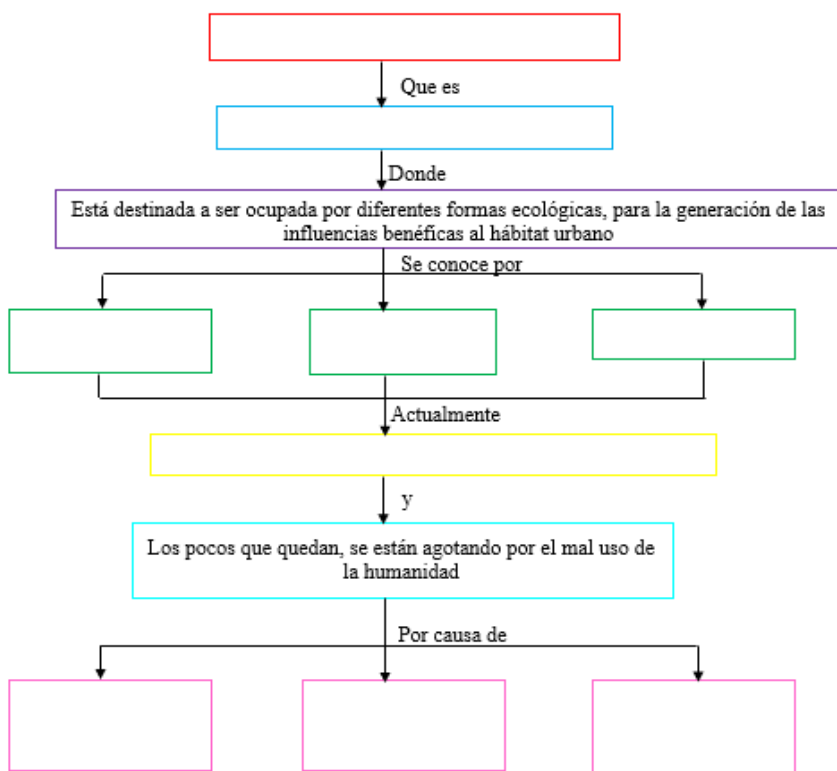 Que es
Donde
Está destinada a ser ocupada por diferentes formas ecológicas, para la generación de las
influencias benéficas al hábitat urbano
Se conoce por
Actualmente
y
Los pocos que quedan, se están agotando por el mal uso de
la humanidad
Por causa de